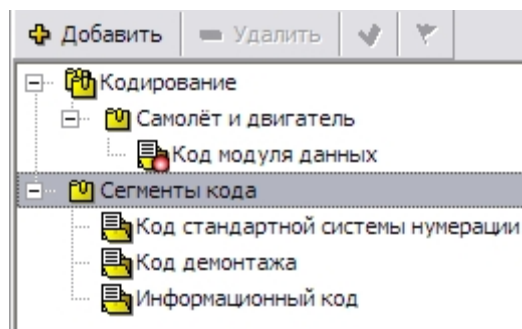 Добавить Удалить
Кодирование
Самолёт и двигатель
Код модуля данных
Сегменты кода
Код стандартной системы нумерации
Код демонтажа
Информационный код